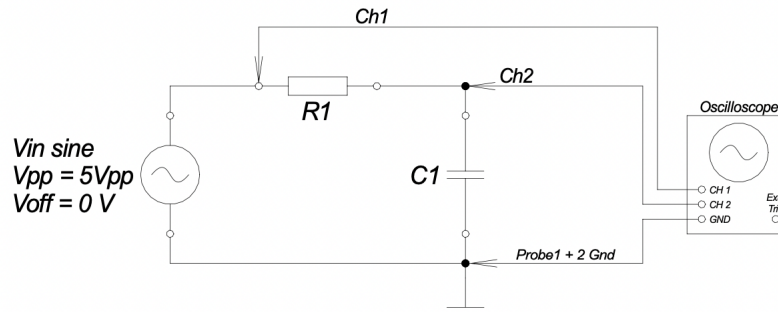 Ch1
Ch2
R1
Oscilloscope
Vin sine
Vpp = 5Vpp
Voff = 0 V
C1
CH 1
CH 2
GND
Probe1 + 2 Gnd